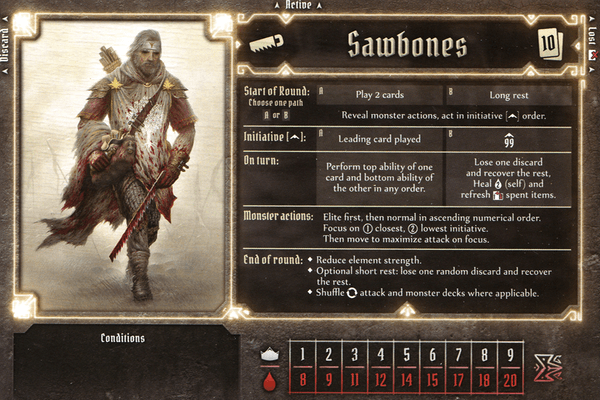 Active
Discard
Lost
Sawbones
10
Start of Round:
Choose one path
A or B
A Play 2 cards
B Long rest
Reveal monster actions, act in initiative [ ] order.
Initiative [ ]:
A Leading card played
B 99
On turn:
Perform top ability of one
card and bottom ability of
the other in any order.
Lose one discard
and recover the rest,
Heal 2 (self) and
refresh spent items.
Monster actions:
Elite first, then normal in ascending numerical order.
Focus on 1 closest, 2 lowest initiative.
Then move to maximize attack on focus.
End of round:
Reduce element strength.
Optional short rest: lose one random discard and recover
the rest.
Shuffle attack and monster decks where applicable.
Conditions
1 2 3 4 5 6 7 8 9
8 9 11 12 14 15 17 18 20